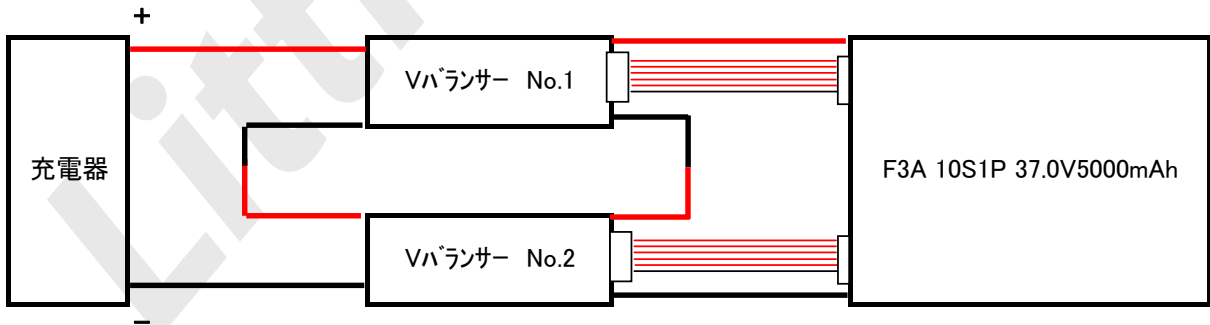 +
充電器
Vﾊﾞﾗﾝｻｰ No.1
Vﾊﾞﾗﾝｻｰ No.2
F3A 10S1P 37.0V5000mAh
−
Litt